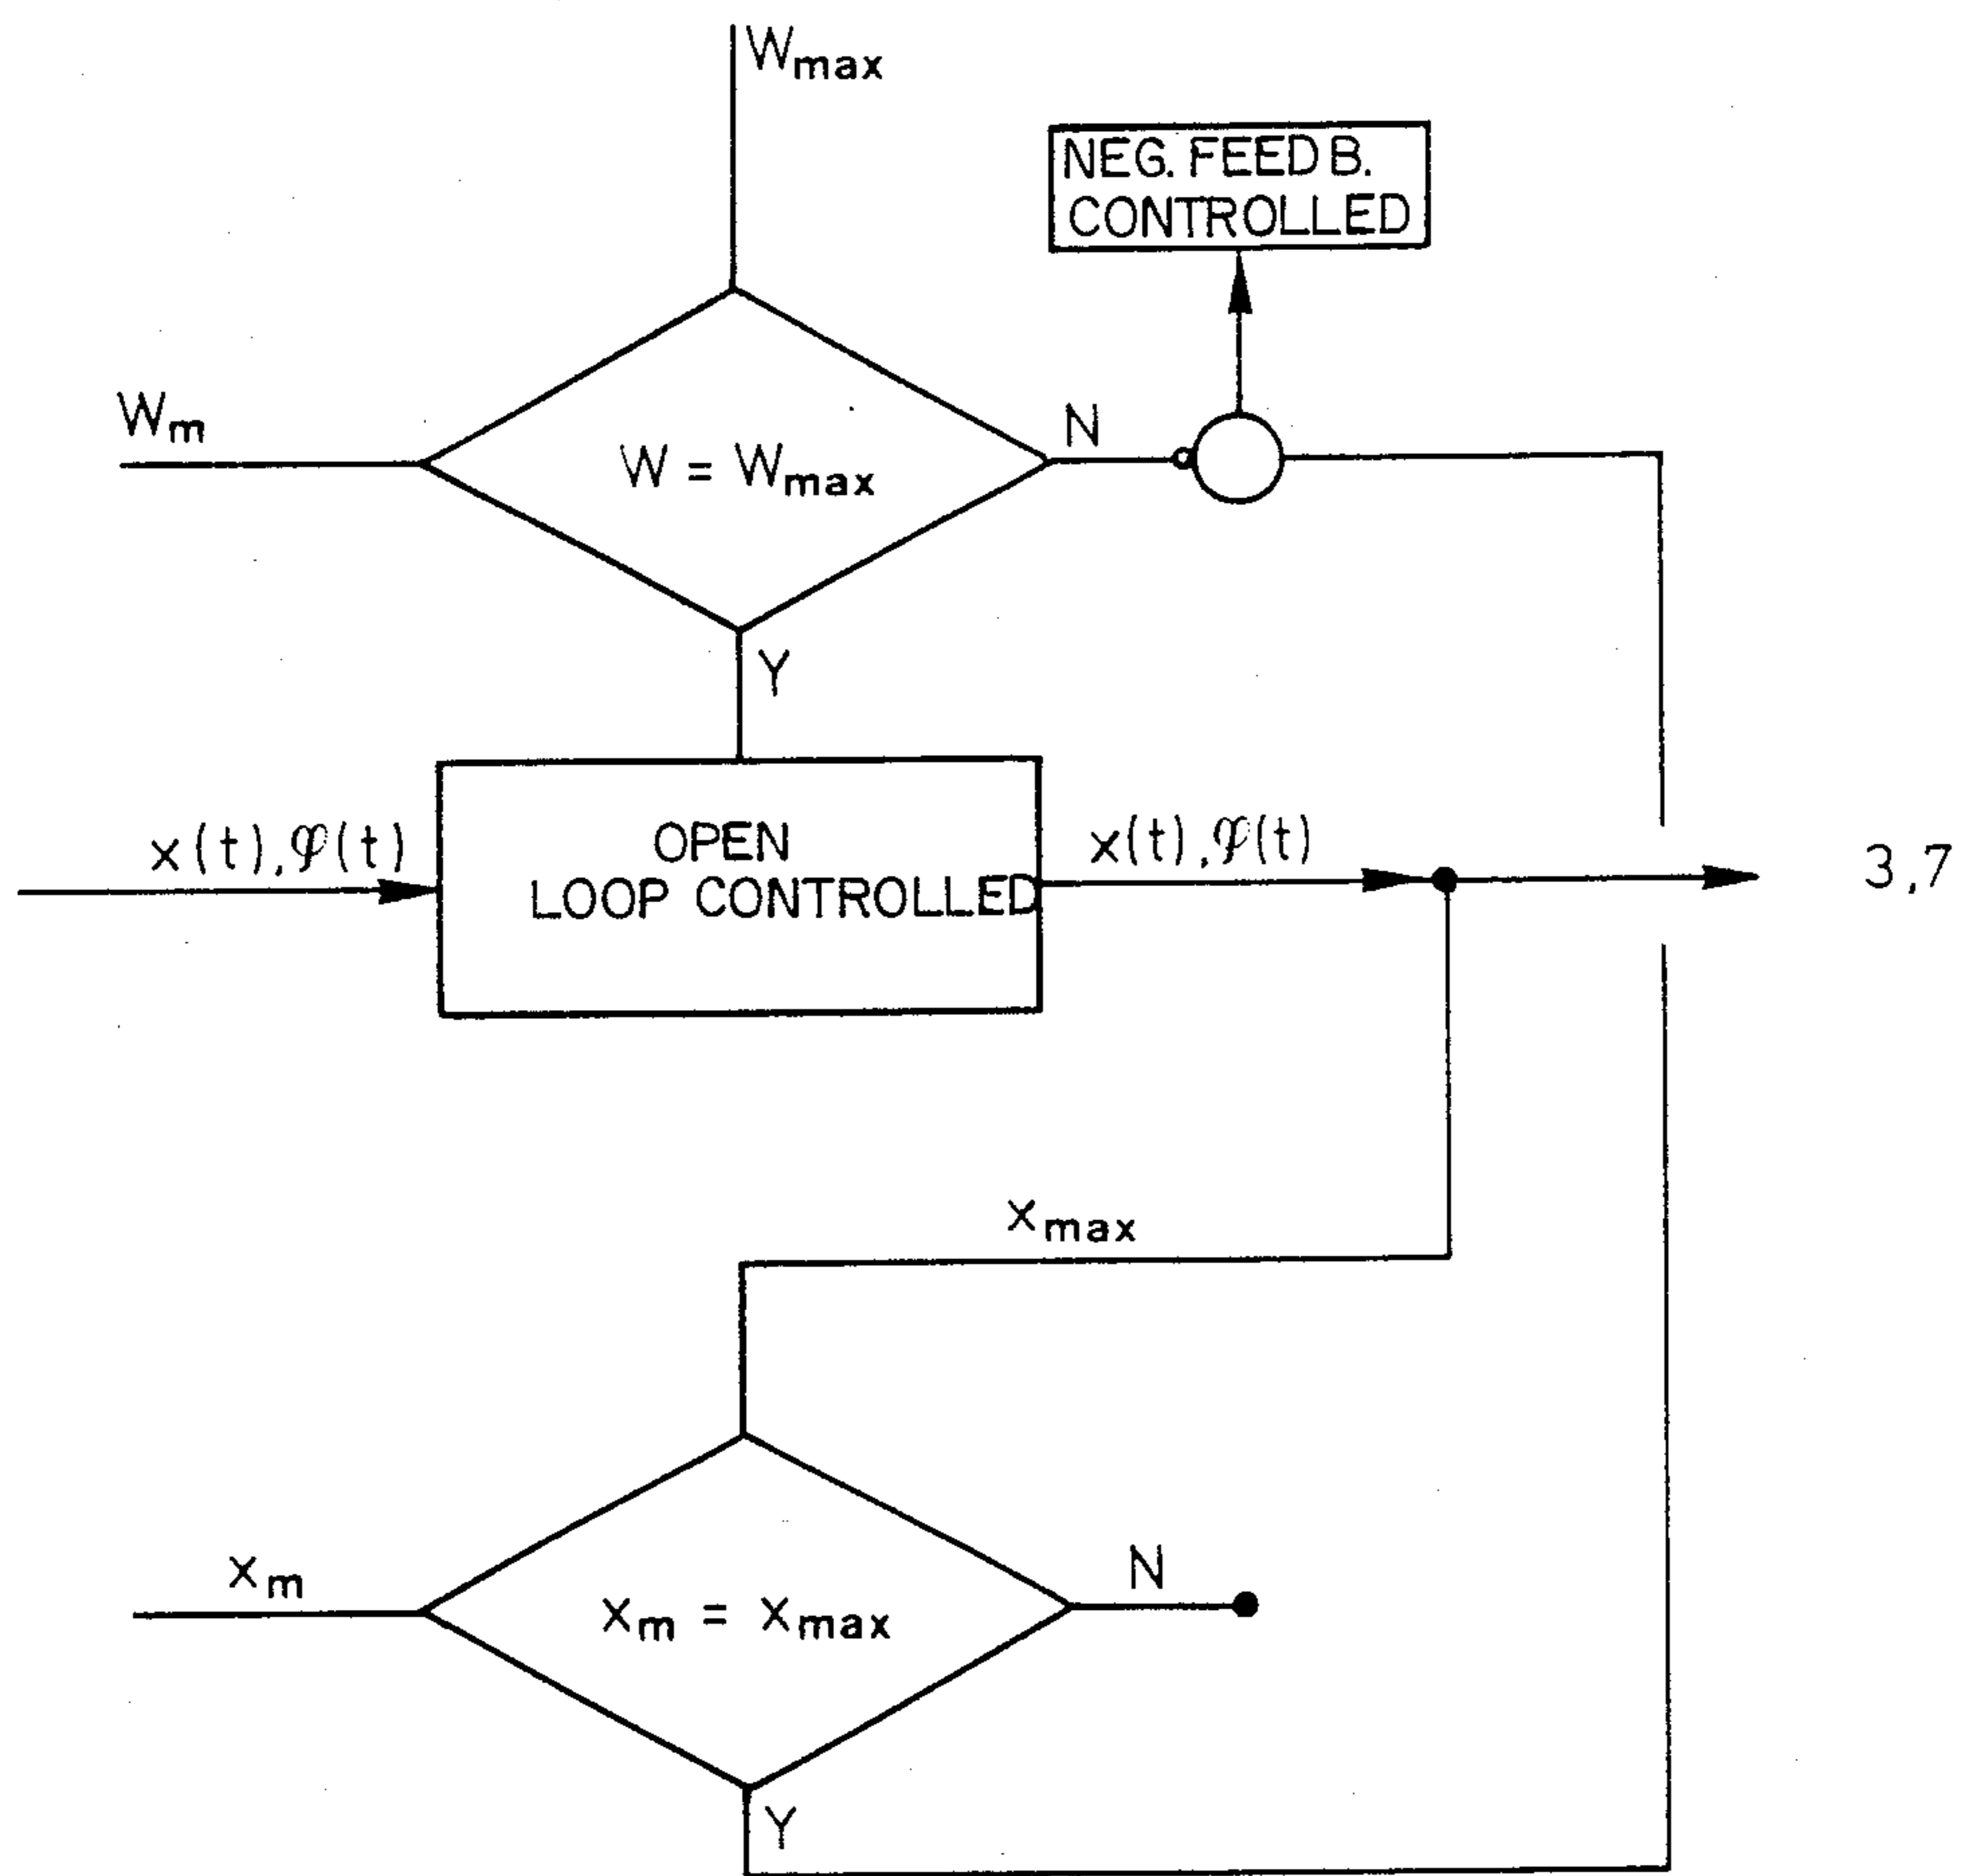 Wmax
NEG. FEED B.
CONTROLLED
Wm
N
W = Wmax
Y
x(t),φ(t)
OPEN
LOOP CONTROLLED
x(t),φ(t)
3,7
xmax
xm
N
xm = xmax
Y